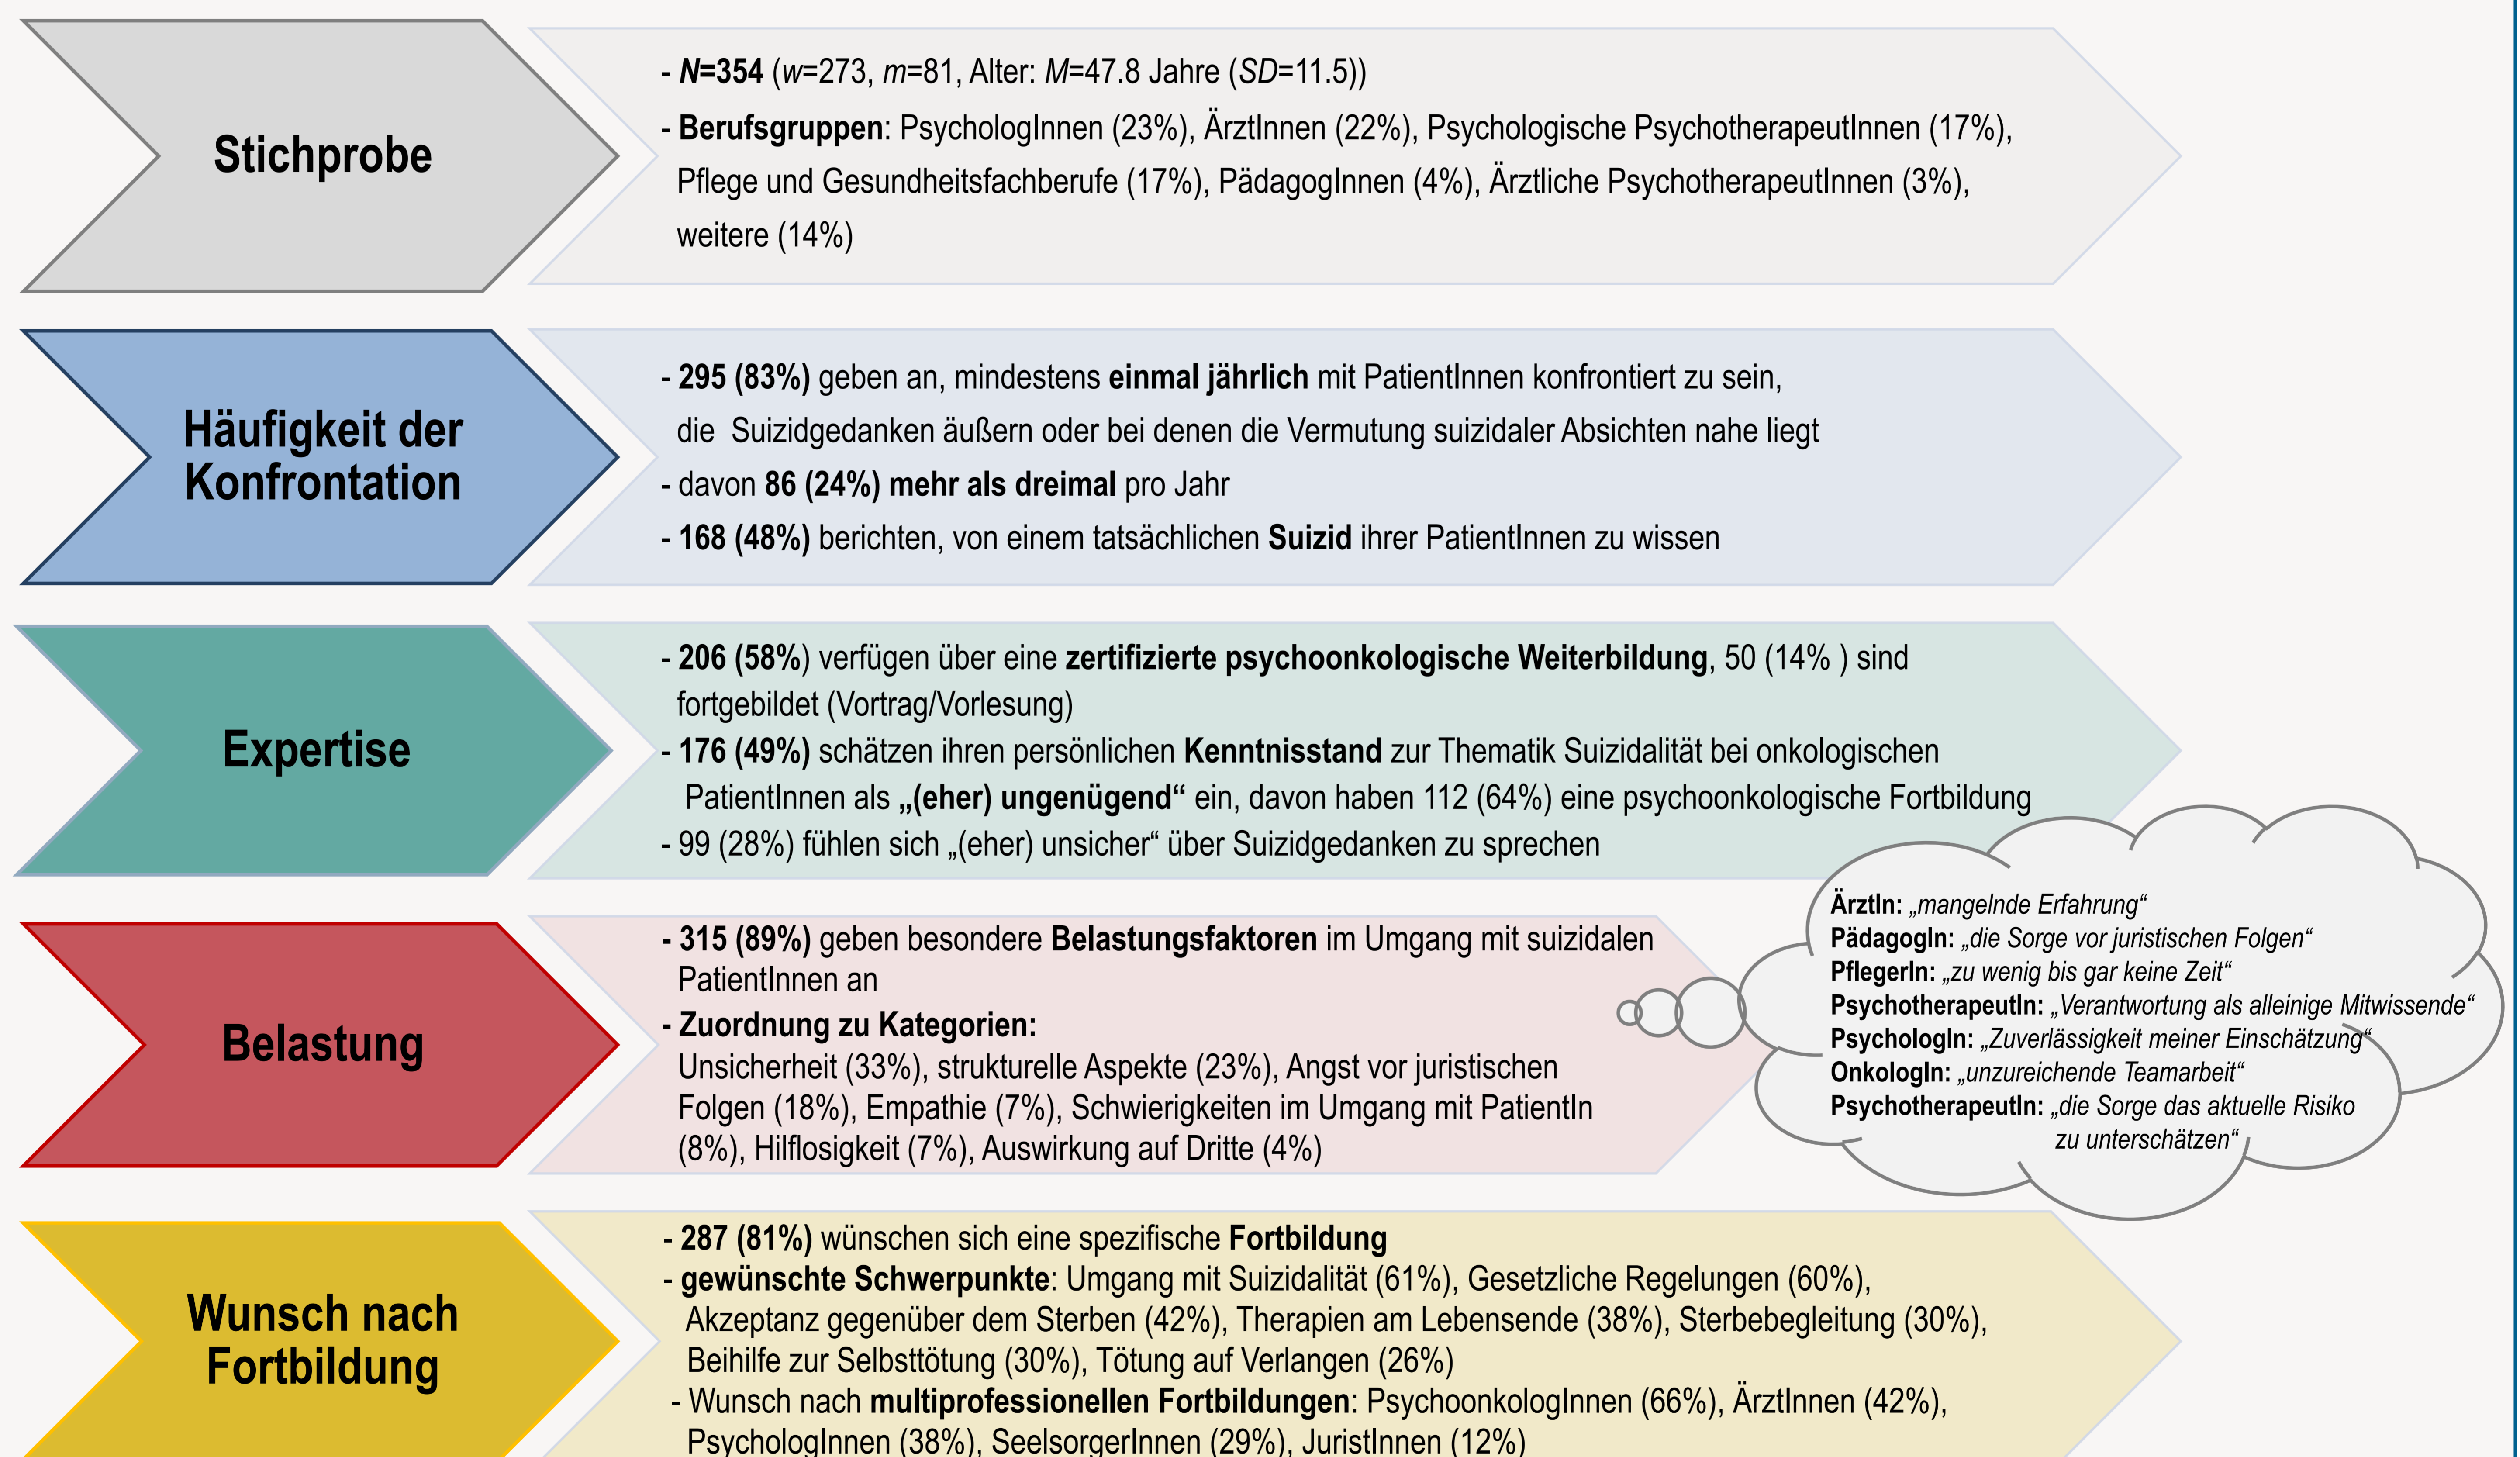 Stichprobe
- N=354 (w=273, m=81, Alter: M=47.8 Jahre (SD=11.5))
- Berufsgruppen: PsychologInnen (23%), ÄrztInnen (22%), Psychologische PsychotherapeutInnen (17%),
Pflege und Gesundheitsfachberufe (17%), PädagogInnen (4%), Ärztliche PsychotherapeutInnen (3%),
weitere (14%)
Häufigkeit der
Konfrontation
- 295 (83%) geben an, mindestens einmal jährlich mit PatientInnen konfrontiert zu sein,
die Suizidgedanken äußern oder bei denen die Vermutung suizidaler Absichten nahe liegt
- davon 86 (24%) mehr als dreimal pro Jahr
- 168 (48%) berichten, von einem tatsächlichen Suizid ihrer PatientInnen zu wissen
Expertise
- 206 (58%) verfügen über eine zertifizierte psychoonkologische Weiterbildung, 50 (14% ) sind
fortgebildet (Vortrag/Vorlesung)
- 176 (49%) schätzen ihren persönlichen Kenntnisstand zur Thematik Suizidalität bei onkologischen
PatientInnen als „(eher) ungenügend“ ein, davon haben 112 (64%) eine psychoonkologische Fortbildung
- 99 (28%) fühlen sich „(eher) unsicher“ über Suizidgedanken zu sprechen
Belastung
- 315 (89%) geben besondere Belastungsfaktoren im Umgang mit suizidalen
PatientInnen an
- Zuordnung zu Kategorien:
Unsicherheit (33%), strukturelle Aspekte (23%), Angst vor juristischen
Folgen (18%), Empathie (7%), Schwierigkeiten im Umgang mit PatientIn
(8%), Hilflosigkeit (7%), Auswirkung auf Dritte (4%)
ÄrztIn: „mangelnde Erfahrung“
PädagogIn: „die Sorge vor juristischen Folgen“
PflegerIn: „zu wenig bis gar keine Zeit“
PsychotherapeutIn: „Verantwortung als alleinige Mitwissende“
PsychologIn: „Zuverlässigkeit meiner Einschätzung“
OnkologIn: „unzureichende Teamarbeit“
PsychotherapeutIn: „die Sorge das aktuelle Risiko
zu unterschätzen“
Wunsch nach
Fortbildung
- 287 (81%) wünschen sich eine spezifische Fortbildung
- gewünschte Schwerpunkte: Umgang mit Suizidalität (61%), Gesetzliche Regelungen (60%),
Akzeptanz gegenüber dem Sterben (42%), Therapien am Lebensende (38%), Sterbebegleitung (30%),
Beihilfe zur Selbsttötung (30%), Tötung auf Verlangen (26%)
- Wunsch nach multiprofessionellen Fortbildungen: PsychoonkologInnen (66%), ÄrztInnen (42%),
PsychologInnen (38%), SeelsorgerInnen (29%), JuristInnen (12%)